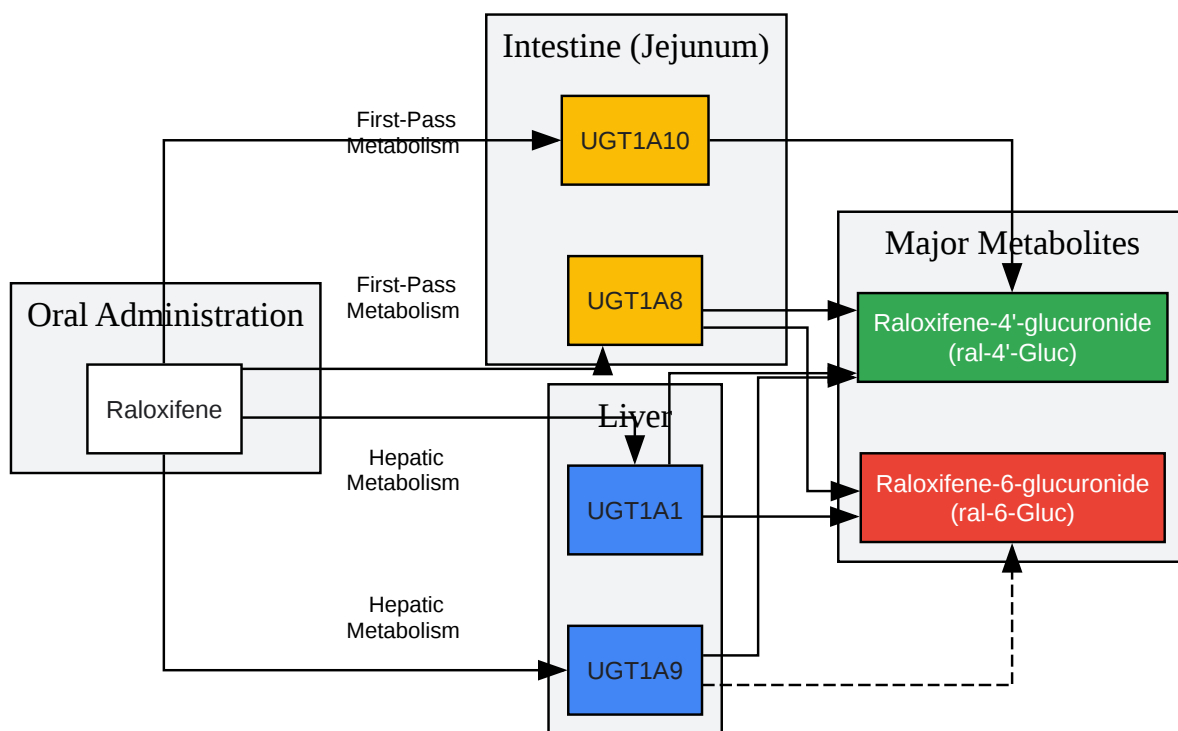 Intestine (Jejunum)
First-Pass
Metabolism
UGT1A10
Major Metabolites
Oral Administration
First-Pass
Metabolism
UGT1A8
Raloxifene-4'-glucuronide
(ral-4'-Gluc)
Raloxifene
Liver
Hepatic
Metabolism
UGT1A1
Raloxifene-6-glucuronide
(ral-6-Gluc)
Hepatic
Metabolism
UGT1A9